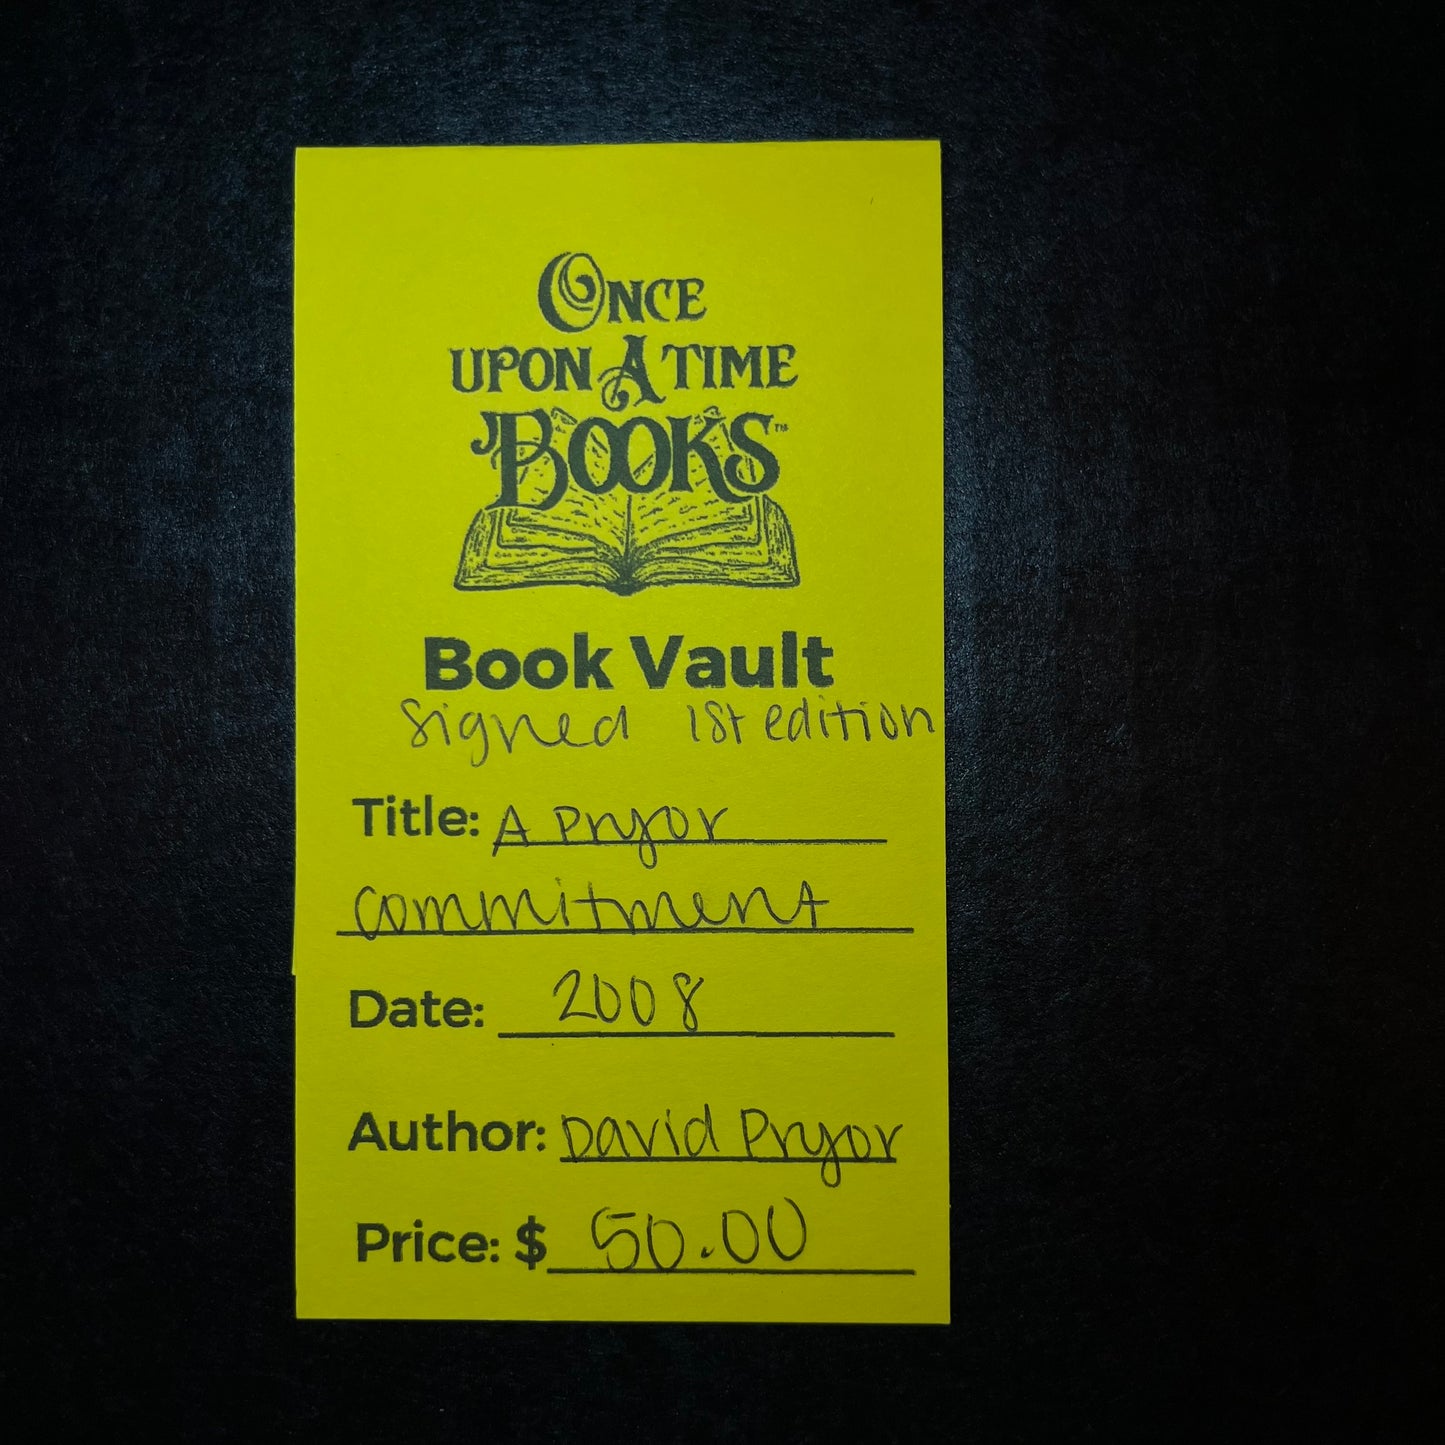 ONCE
UPON A TIME
BOOKS™
Book Vault
signed 1st edition
Title: A Pryor
commitment
Date: 2008
Author: David Pryor
Price: $ 50.00